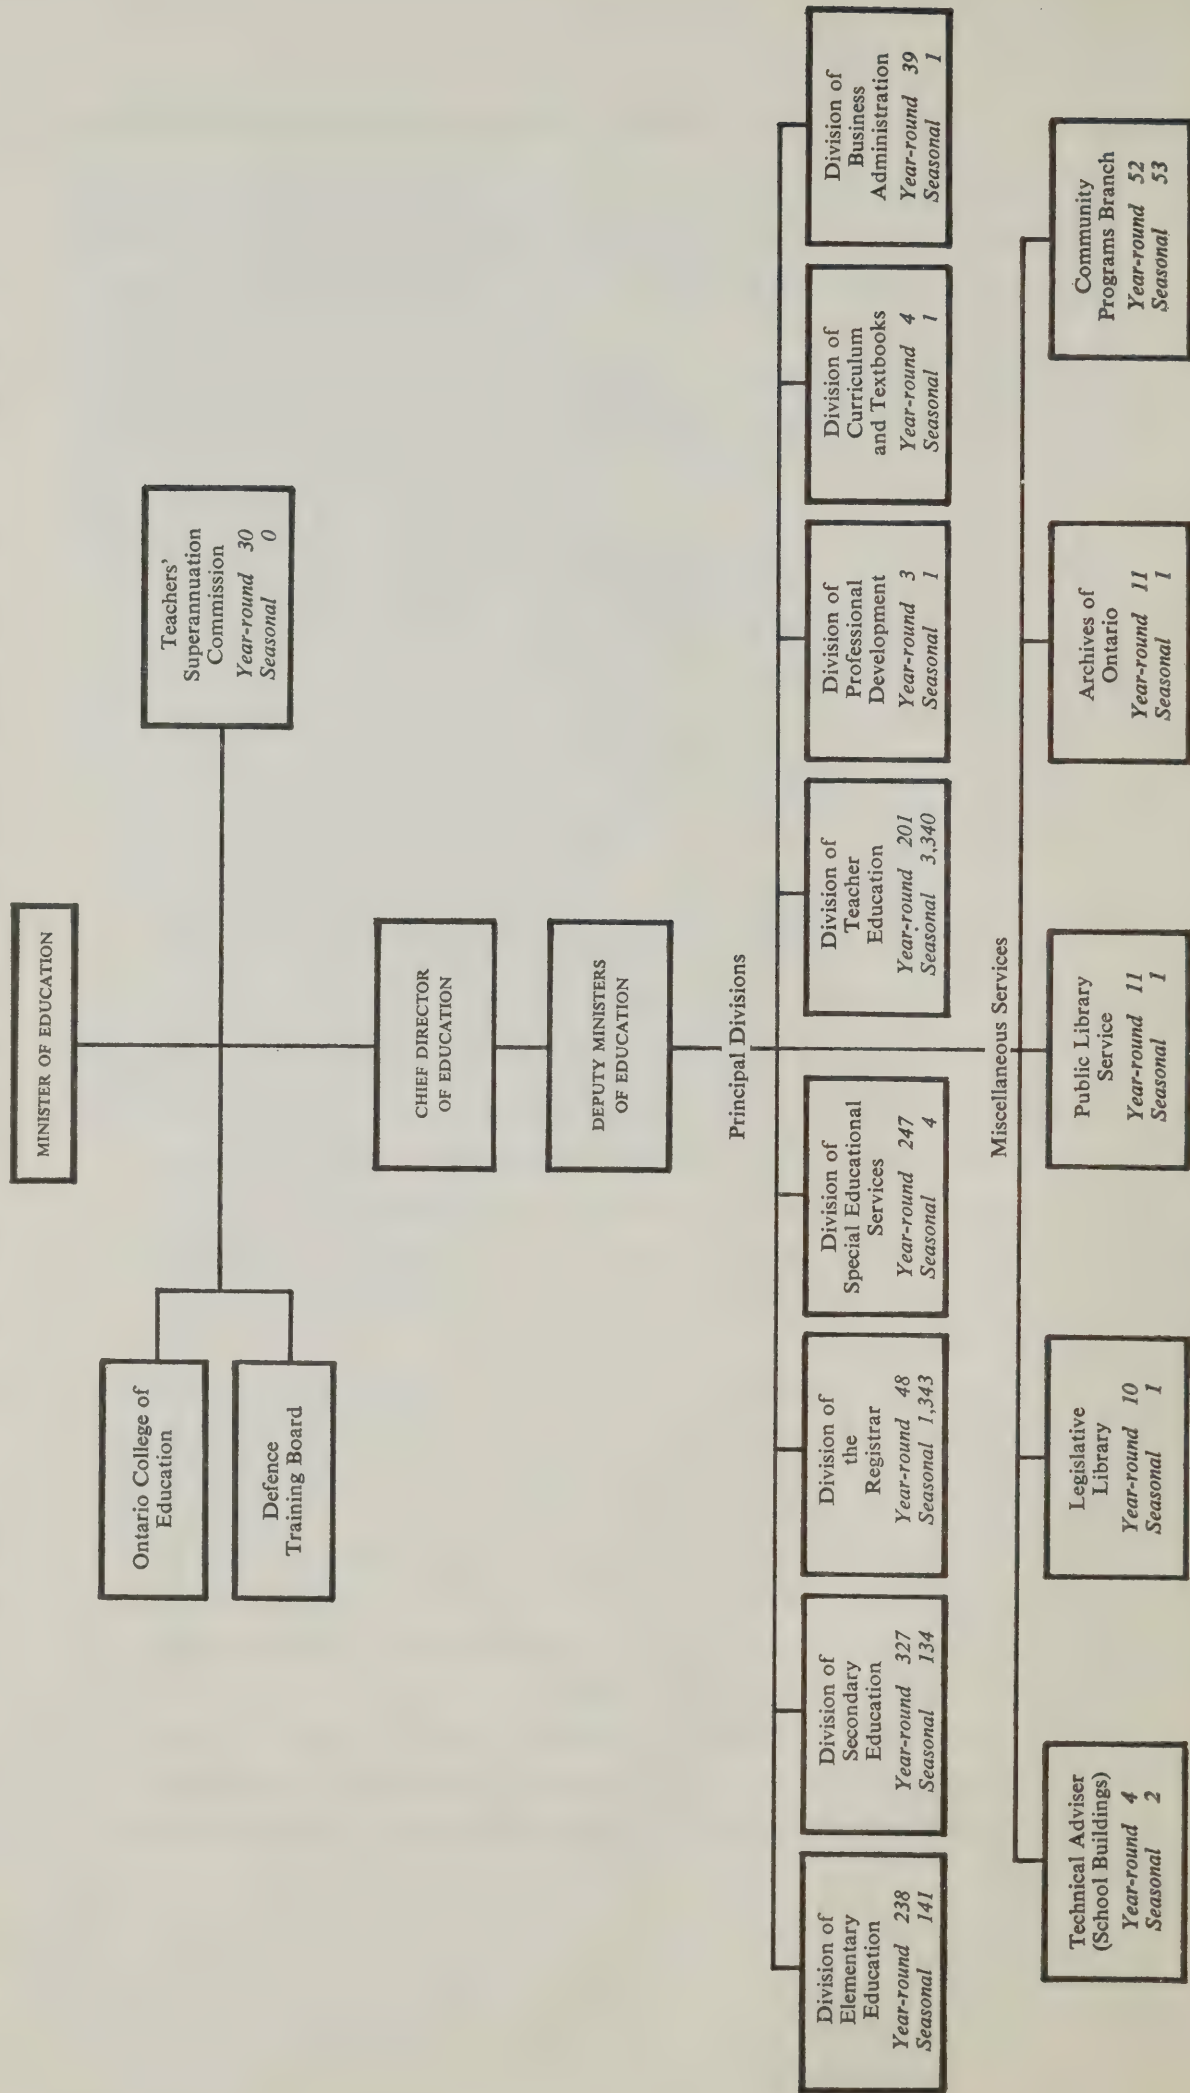 MINISTER OF EDUCATION
Ontario College of
Education
Defence
Training Board
Teachers'
Superannuation
Commission
Year-round 30
Seasonal 0
CHIEF DIRECTOR
OF EDUCATION
DEPUTY MINISTERS
OF EDUCATION
Principal Divisions
Division of
Elementary
Education
Year-round 238
Seasonal 141
Division of
Secondary
Education
Year-round 327
Seasonal 134
Division of
the
Registrar
Year-round 48
Seasonal 1,343
Division of
Special Educational
Services
Year-round 247
Seasonal 4
Division of
Teacher
Education
Year-round 201
Seasonal 3,340
Division of
Professional
Development
Year-round 3
Seasonal 1
Division of
Curriculum
and Textbooks
Year-round 4
Seasonal 1
Division of
Business
Administration
Year-round 39
Seasonal 1
Miscellaneous Services
Technical Adviser
(School Buildings)
Year-round 4
Seasonal 2
Legislative
Library
Year-round 10
Seasonal 1
Public Library
Service
Year-round 11
Seasonal 1
Archives of
Ontario
Year-round 11
Seasonal 1
Community
Programs Branch
Year-round 52
Seasonal 53